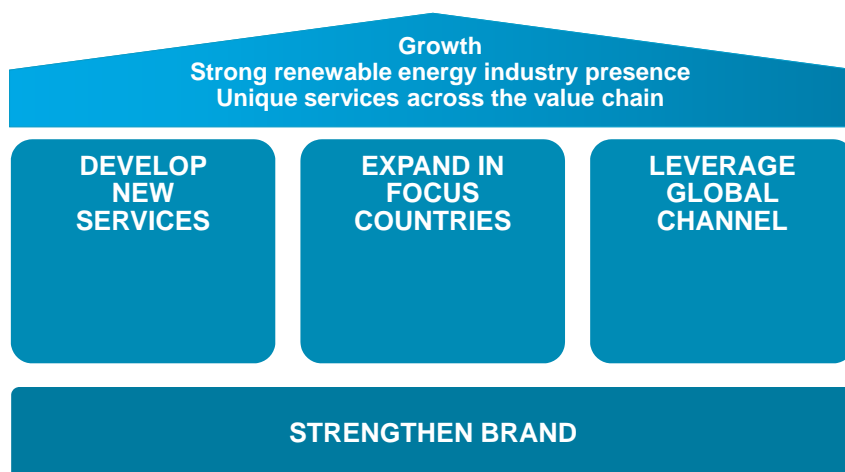 Growth
Strong renewable energy industry presence
Unique services across the value chain
DEVELOP
NEW
SERVICES
EXPAND IN
FOCUS
COUNTRIES
LEVERAGE
GLOBAL
CHANNEL
STRENGTHEN BRAND